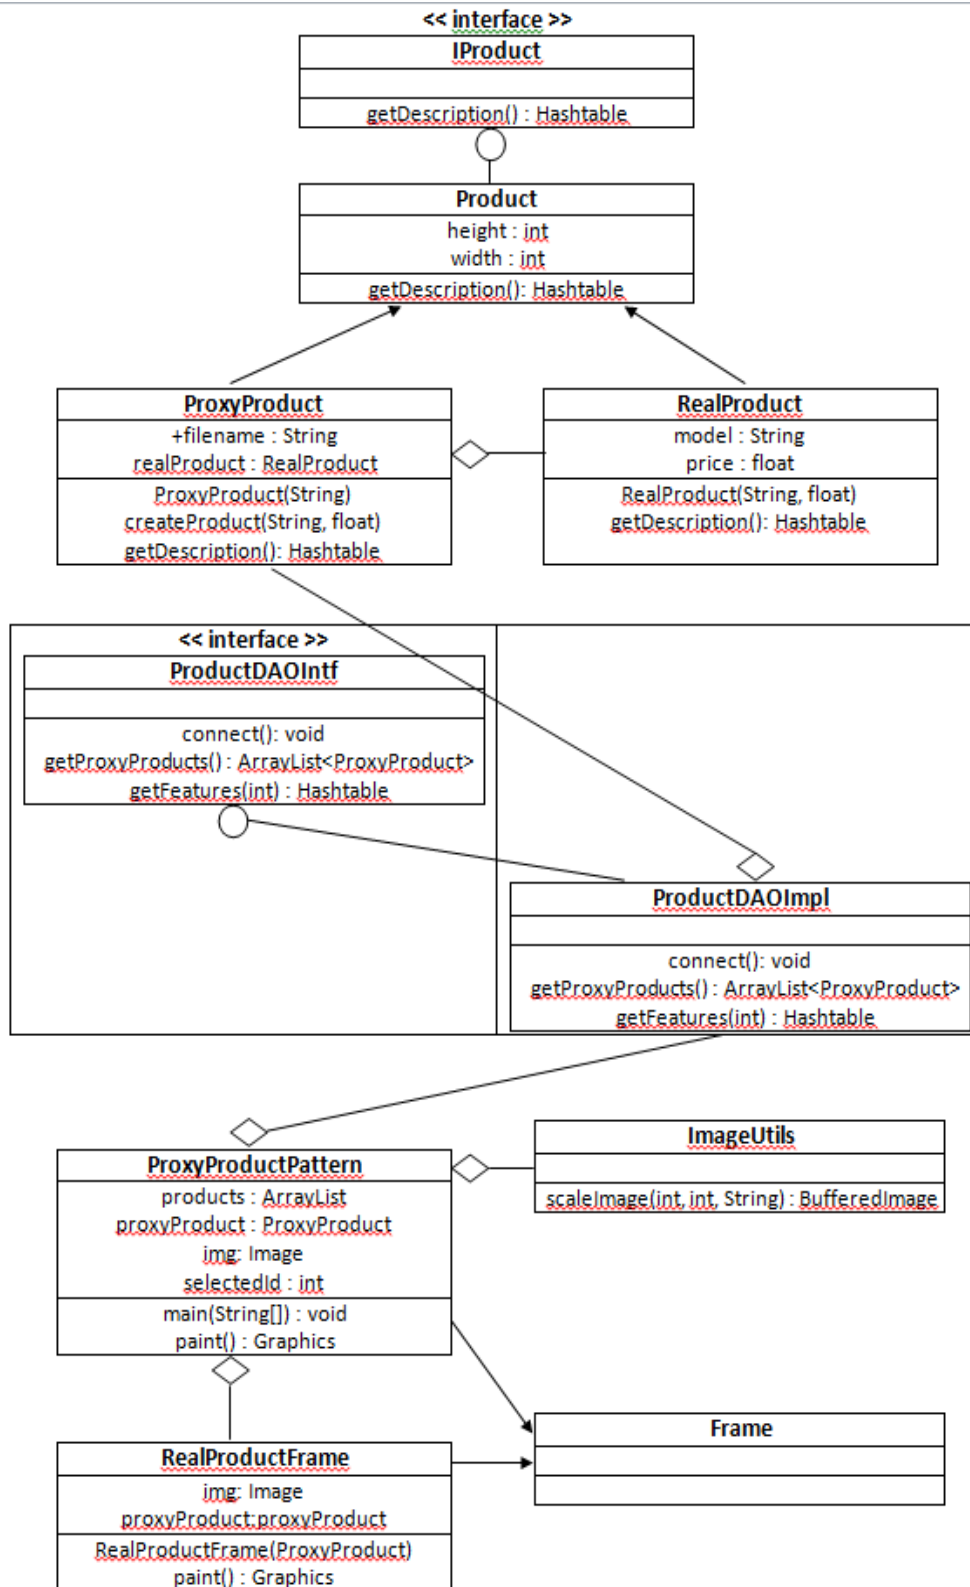 << interface >>
IProduct
getDescription() : Hashtable
Product
height : int
width : int
getDescription(): Hashtable
ProxyProduct
+filename : String
realProduct : RealProduct
ProxyProduct(String)
createProduct(String, float)
getDescription(): Hashtable
RealProduct
model : String
price : float
RealProduct(String, float)
getDescription(): Hashtable
<< interface >>
ProductDAOIntf
connect(): void
getProxyProducts() : ArrayList<ProxyProduct>
getFeatures(int) : Hashtable
ProductDAOImpl
connect(): void
getProxyProducts() : ArrayList<ProxyProduct>
getFeatures(int) : Hashtable
ProxyProductPattern
products : ArrayList
proxyProduct : ProxyProduct
img: Image
selectedId : int
main(String[]) : void
paint() : Graphics
ImageUtils
scaleImage(int, int, String) : BufferedImage
Frame
RealProductFrame
img: Image
proxyProduct:proxyProduct
RealProductFrame(ProxyProduct)
paint() : Graphics